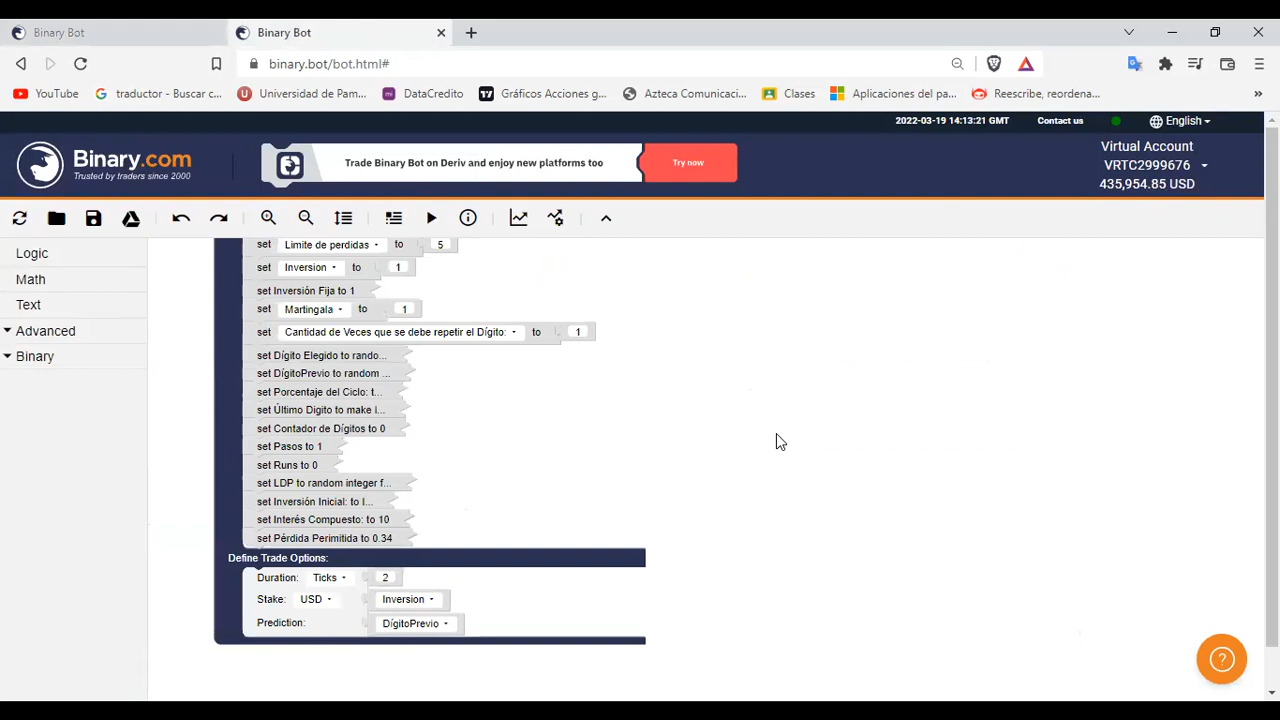 Binary Bot
Binary Bot
binary.bot/bot.html#
YouTube
traductor - Buscar c...
Universidad de Pam...
DataCredito
Gráficos Acciones g...
Azteca Comunicaci...
Clases
Aplicaciones del pa...
Reescribe, reordena...
»
2022-03-19 14:13:21 GMT
Contact us
English
Binary.com
Trusted by traders since 2000
Trade Binary Bot on Deriv and enjoy new platforms too
Try now
Virtual Account
VRTC2999676
435,954.85 USD
Logic
Math
Text
Advanced
Binary
set Limite de perdidas to 5
set Inversion to 1
set Inversión Fija to 1
set Martingala to 1
set Cantidad de Veces que se debe repetir el Dígito: to 1
set Dígito Elegido to rando...
set DígitoPrevio to random ...
set Porcentaje del Ciclo: t...
set Último Digito to make l...
set Contador de Dígitos to 0
set Pasos to 1
set Runs to 0
set LDP to random integer f...
set Inversión Inicial: to I...
set Interés Compuesto: to 10
set Pérdida Perimitida to 0.34
Define Trade Options:
Duration: Ticks 2
Stake: USD Inversion
Prediction: DígitoPrevio
?